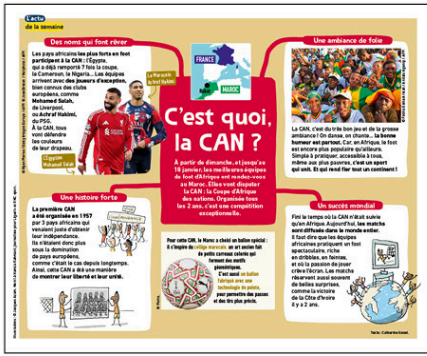 L'actu
de la semaine
Des noms qui font rêver
Les pays africains les plus forts en foot
participent à la CAN : l'Égypte,
qui a déjà remporté 7 fois la coupe,
le Cameroun, le Nigeria... Les équipes
arrivent avec des joueurs d'exception,
bien connus des clubs
européens, comme
Mohamed Salah,
de Liverpool,
ou Achraf Hakimi,
du PSG.
À la CAN, tous
vont défendre
les couleurs
de leur drapeau.
Le Marocain
Achraf Hakimi
L'Égyptien
Mohamed Salah
FRANCE
MAROC
C'est quoi,
la CAN ?
À partir de dimanche, et jusqu'au
18 janvier, les meilleures équipes
de foot d'Afrique ont rendez-vous
au Maroc. Elles vont disputer
la CAN : la Coupe d'Afrique
des nations. Organisée tous
les 2 ans, c'est une compétition
exceptionnelle.
Une ambiance de folie
La CAN, c'est du très bon jeu et de la grosse
ambiance ! On danse, on chante... la bonne
humeur est partout. Car, en Afrique, le foot
est encore plus populaire qu'ailleurs.
Simple à pratiquer, accessible à tous,
même aux plus pauvres, c'est un sport
qui unit. Et qui rend fier tout un continent !
Une histoire forte
La première CAN
a été organisée en 1957
par 3 pays africains qui
venaient juste d'obtenir
leur indépendance.
Ils n'étaient donc plus
sous la domination
de pays européens,
comme c'était le cas depuis longtemps.
Ainsi, cette CAN a été une manière
de montrer leur liberté et leur unité.
Pour cette CAN, le Maroc a choisi un ballon spécial :
il s'inspire du zellige marocain, un art ancien fait
de petits carreaux colorés qui
forment des motifs
géométriques.
C'est aussi un ballon
fabriqué avec une
technologie de pointe,
pour permettre des passes
et des tirs plus précis.
Un succès mondial
Fini le temps où la CAN n'était suivie
qu'en Afrique ! Aujourd'hui, les matchs
sont diffusés dans le monde entier.
Il faut dire que les équipes
africaines pratiquent un foot
spectaculaire, riche
en dribbles, en feintes,
et où la passion de jouer
crève l'écran. Les matchs
réservent aussi souvent
de belles surprises,
comme la victoire
de la Côte d'Ivoire
il y a 2 ans.